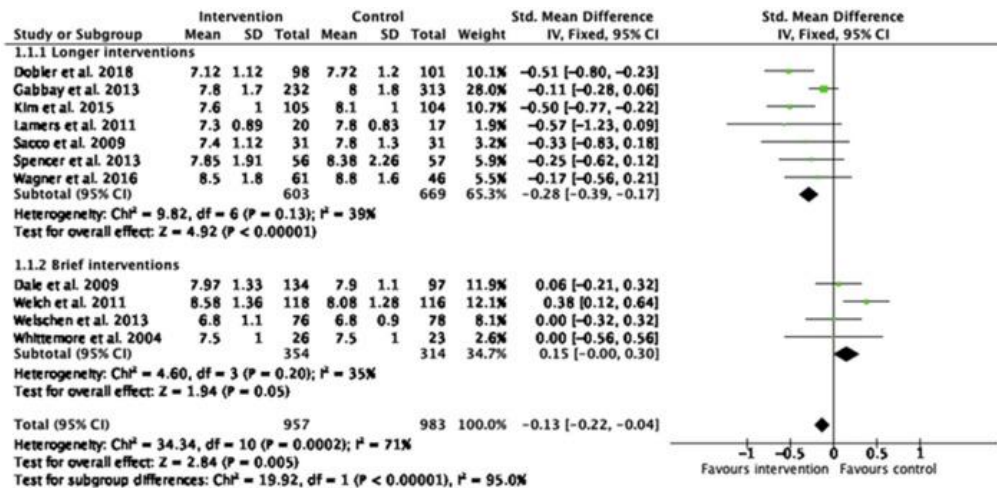 Intervention Control Std. Mean Difference Std. Mean Difference
Study or Subgroup Mean SD Total Mean SD Total Weight IV, Fixed, 95% CI IV, Fixed, 95% CI
1.1.1 Longer interventions
Dobler et al. 2018 7.12 1.12 98 7.72 1.2 101 10.1% -0.51 [-0.80, -0.23]
Gabbay et al. 2013 7.8 1.7 232 8 1.8 313 28.0% -0.11 [-0.28, 0.06]
Kim et al. 2015 7.6 1 105 8.1 1 104 10.7% -0.50 [-0.77, -0.22]
Lamers et al. 2011 7.3 0.89 20 7.8 0.83 17 1.9% -0.57 [-1.23, 0.09]
Sacco et al. 2009 7.4 1.12 31 7.8 1.3 31 3.2% -0.33 [-0.83, 0.18]
Spencer et al. 2013 7.85 1.91 56 8.38 2.26 57 5.9% -0.25 [-0.62, 0.12]
Wagner et al. 2016 8.5 1.8 61 8.8 1.6 46 5.5% -0.17 [-0.56, 0.21]
Subtotal (95% CI) 603 669 65.3% -0.28 [-0.39, -0.17]
Heterogeneity: Chi² = 9.82, df = 6 (P = 0.13); I² = 39%
Test for overall effect: Z = 4.92 (P < 0.00001)
1.1.2 Brief interventions
Dale et al. 2009 7.97 1.33 134 7.9 1.1 97 11.9% 0.06 [-0.21, 0.32]
Welch et al. 2011 8.58 1.36 118 8.08 1.28 116 12.1% 0.38 [0.12, 0.64]
Welschen et al. 2013 6.8 1.1 76 6.8 0.9 78 8.1% 0.00 [-0.32, 0.32]
Whittemore et al. 2004 7.5 1 26 7.5 1 23 2.6% 0.00 [-0.56, 0.56]
Subtotal (95% CI) 354 314 34.7% 0.15 [-0.00, 0.30]
Heterogeneity: Chi² = 4.60, df = 3 (P = 0.20); I² = 35%
Test for overall effect: Z = 1.94 (P = 0.05)
Total (95% CI) 957 983 100.0% -0.13 [-0.22, -0.04]
Heterogeneity: Chi² = 34.34, df = 10 (P = 0.0002); I² = 71%
Test for overall effect: Z = 2.84 (P = 0.005)
Test for subgroup differences: Chi² = 19.92, df = 1 (P < 0.00001), I² = 95.0%
-1 -0.5 0 0.5 1
Favours intervention Favours control